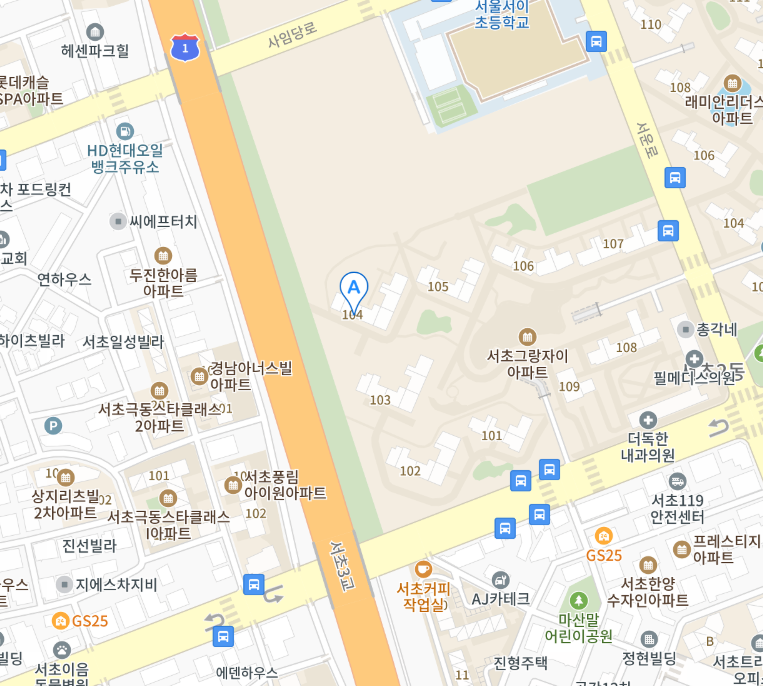 서울서이
초등학교
110
헤센파크힐
1
사임당로
롯데캐슬
SPA아파트
108
래미안리더스
아파트
서운로
106
HD현대오일
뱅크주유소
차 포드링컨
스
씨에프터치
104
교회
연하우스
두진한아름
아파트
107
106
105
A
104
하이츠빌라
서초일성빌라
총각네
서초그랑자이
아파트
108
필메디스의원
경남아너스빌
아파트
109
103
서초극동스타클래스
2아파트
P
101
더독한
내과의원
102
상지리츠빌
2차아파트
101
서초풍림
아이원아파트
102
서초극동스타클래스
I아파트
서초119
안전센터
진선빌라
서초3교
GS25
프레스티지
아파트
지에스차지비
서초커피
작업실)
AJ카테크
서초한양
수자인아파트
GS25
마산말
어린이공원
B
빌딩
서초이음
동물병원
에덴하우스
진형주택
정현빌딩
서초트리
오피스
11